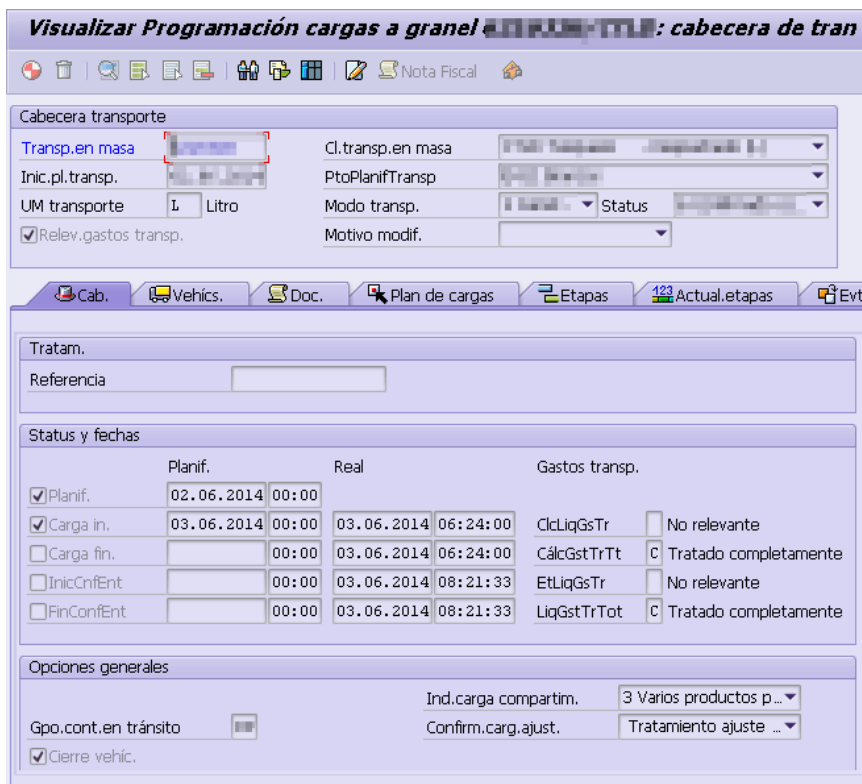 Visualizar Programación cargas a granel : cabecera de tran
Nota Fiscal
Cabecera transporte
Transp.en masa Cl.transp.en masa
Inic.pl.transp. PtoPlanifTransp
UM transporte L Litro Modo transp. Status
Relev.gastos transp. Motivo modif.
Cab. Vehícs. Doc. Plan de cargas Etapas 123 Actual.etapas Evt
Tratam.
Referencia
Status y fechas
Planif. Real Gastos transp.
Planif. 02.06.2014 00:00
Carga in. 03.06.2014 00:00 03.06.2014 06:24:00 ClcLiqGsTr No relevante
Carga fin. 00:00 03.06.2014 06:24:00 CálcGstTrTt C Tratado completamente
InicCnfEnt 00:00 03.06.2014 08:21:33 EtLiqGsTr No relevante
FinConfEnt 00:00 03.06.2014 08:21:33 LiqGstTrTot C Tratado completamente
Opciones generales
Ind.carga compartim. 3 Varios productos p...
Gpo.cont.en tránsito Confirm.carg.ajust. Tratamiento ajuste ...
Cierre vehíc.